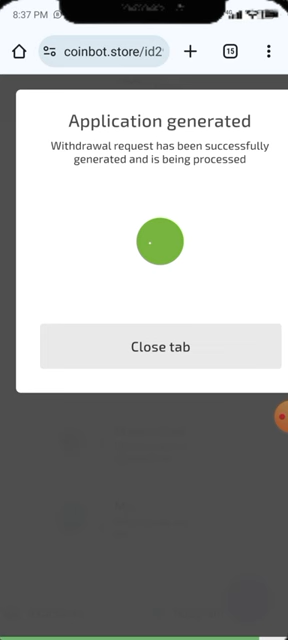 8:37 PM
coinbot.store/id2
15
Application generated
Withdrawal request has been successfully
generated and is being processed
Close tab